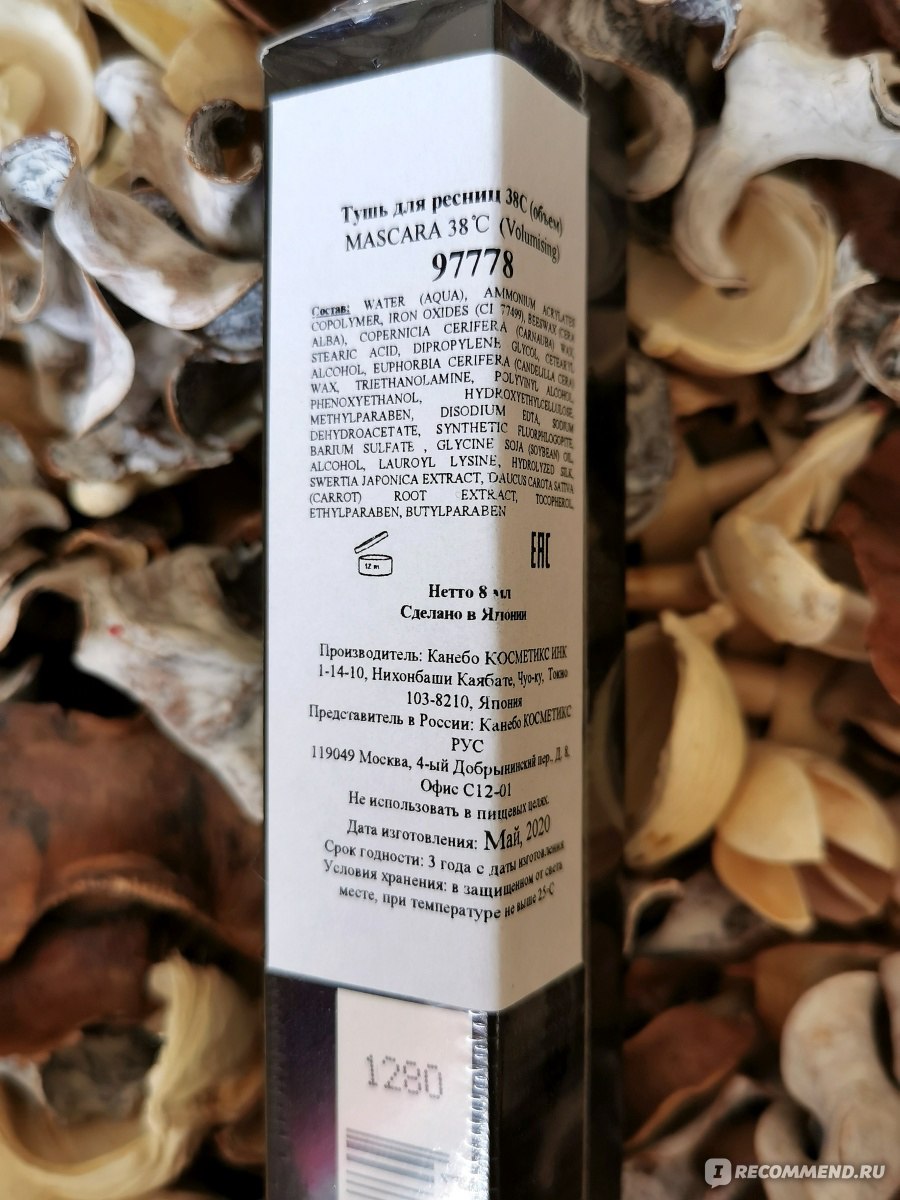 Тушь для ресниц 38C (объем)
MASCARA 38℃ (Volumising)
97778
Состав: WATER (AQUA), AMMONIUM ACRYLATES
COPOLYMER, IRON OXIDES (CI 77499), BEESWAX (CERA
ALBA), COPERNICIA CERIFERA (CARNAUBA) WAX,
STEARIC ACID, DIPROPYLENE GLYCOL, CETEARYL
ALCOHOL, EUPHORBIA CERIFERA (CANDELILLA CERA)
WAX, TRIETHANOLAMINE, POLYVINYL ALCOHOL,
PHENOXYETHANOL, HYDROXYETHYLCELLULOSE,
METHYLPARABEN, DISODIUM EDTA, SODIUM
DEHYDROACETATE, SYNTHETIC FLUORPHLOGOPITE,
BARIUM SULFATE , GLYCINE SOJA (SOYBEAN) OIL,
ALCOHOL, LAUROYL LYSINE, HYDROLYZED SILK,
SWERTIA JAPONICA EXTRACT, DAUCUS CAROTA SATIVA
(CARROT) ROOT EXTRACT, TOCOPHEROL,
ETHYLPARABEN, BUTYLPARABEN
12 m
EAC
Нетто 8 мл
Сделано в Японии
Производитель: Канебо КОСМЕТИКС ИНК
1-14-10, Нихонбаши Каябате, Чуо-ку, Токио
103-8210, Япония
Представитель в России: Канебо КОСМЕТИКС
РУС
119049 Москва, 4-ый Добрынинский пер., Д. 8,
Офис С12-01
Не использовать в пищевых целях.
Дата изготовления: Май, 2020
Срок годности: 3 года с даты изготовления
Условия хранения: в защищенном от света
месте, при температуре не выше 25◦С
1280
IRECOMMEND.RU